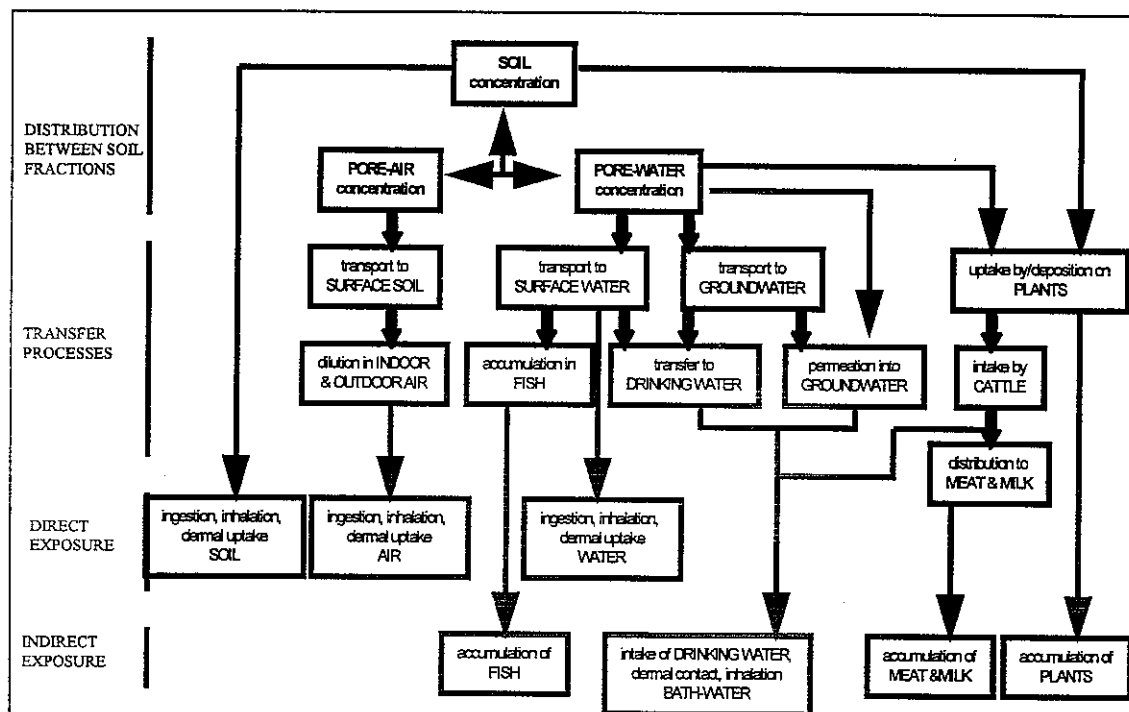 SOIL
concentration
DISTRIBUTION
BETWEEN SOIL
FRACTIONS
PORE-AIR
concentration
PORE-WATER
concentration
transport to
SURFACE SOIL
transport to
SURFACE WATER
transport to
GROUNDWATER
uptake by/deposition on
PLANTS
TRANSFER
PROCESSES
dilution in INDOOR
& OUTDOOR AIR
accumulation in
FISH
transfer to
DRINKING WATER
permeation into
GROUNDWATER
intake by
CATTLE
distribution to
MEAT & MILK
DIRECT
EXPOSURE
ingestion, inhalation,
dermal uptake
SOIL
ingestion, inhalation,
dermal uptake
AIR
ingestion, inhalation,
dermal uptake
WATER
INDIRECT
EXPOSURE
accumulation of
FISH
intake of DRINKING WATER,
dermal contact, inhalation
BATH-WATER
accumulation of
MEAT & MILK
accumulation of
PLANTS